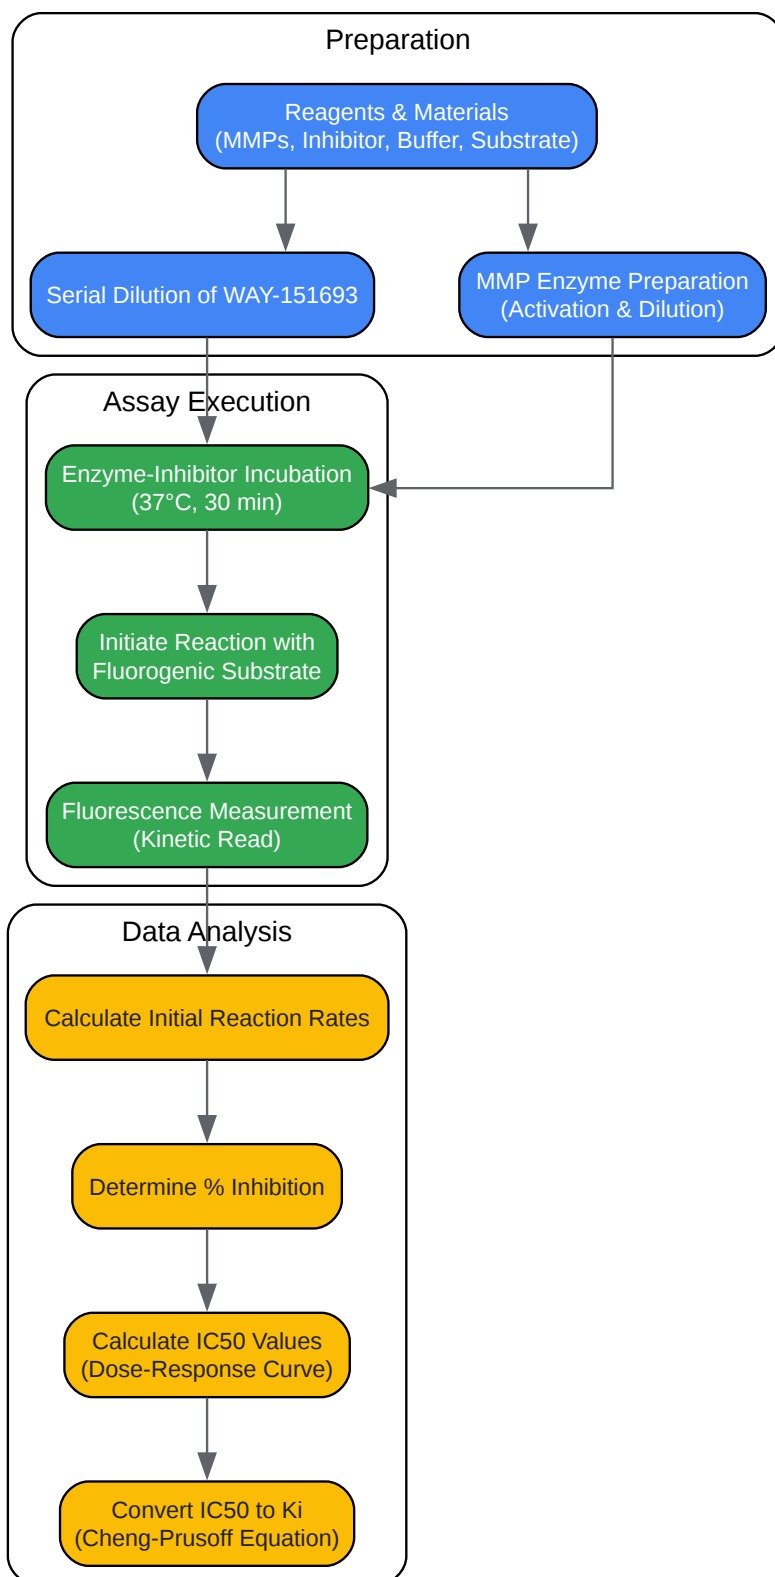 Preparation
Reagents & Materials
(MMPs, Inhibitor, Buffer, Substrate)
Serial Dilution of WAY-151693
MMP Enzyme Preparation
(Activation & Dilution)
Assay Execution
Enzyme-Inhibitor Incubation
(37°C, 30 min)
Initiate Reaction with
Fluorogenic Substrate
Fluorescence Measurement
(Kinetic Read)
Data Analysis
Calculate Initial Reaction Rates
Determine % Inhibition
Calculate IC50 Values
(Dose-Response Curve)
Convert IC50 to Ki
(Cheng-Prusoff Equation)